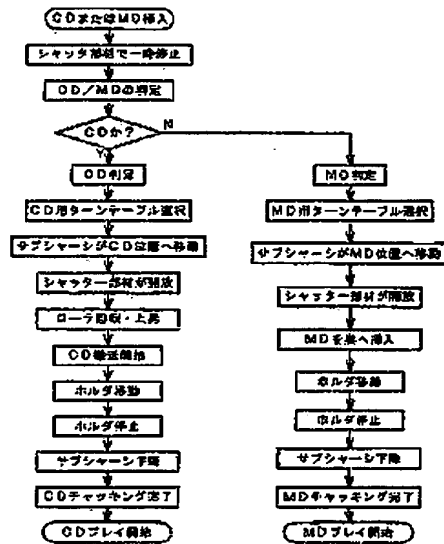 CDまたはMD挿入
シャッタ部材で一時停止
CD／MDの判定
CDか？
N
Y
CD判定
CD用ターンテーブル選択
サブシャーシがCD位置へ移動
シャッター部材が開放
ローラ回転・上昇
CD搬送開始
ホルダ移動
ホルダ停止
サブシャーシ下降
CDチャッキング完了
CDプレイ開始
MD判定
MD用ターンテーブル選択
サブシャーシがMD位置へ移動
シャッター部材が開放
MDを奥へ挿入
ホルダ移動
ホルダ停止
サブシャーシ下降
MDチャッキング完了
MDプレイ開始